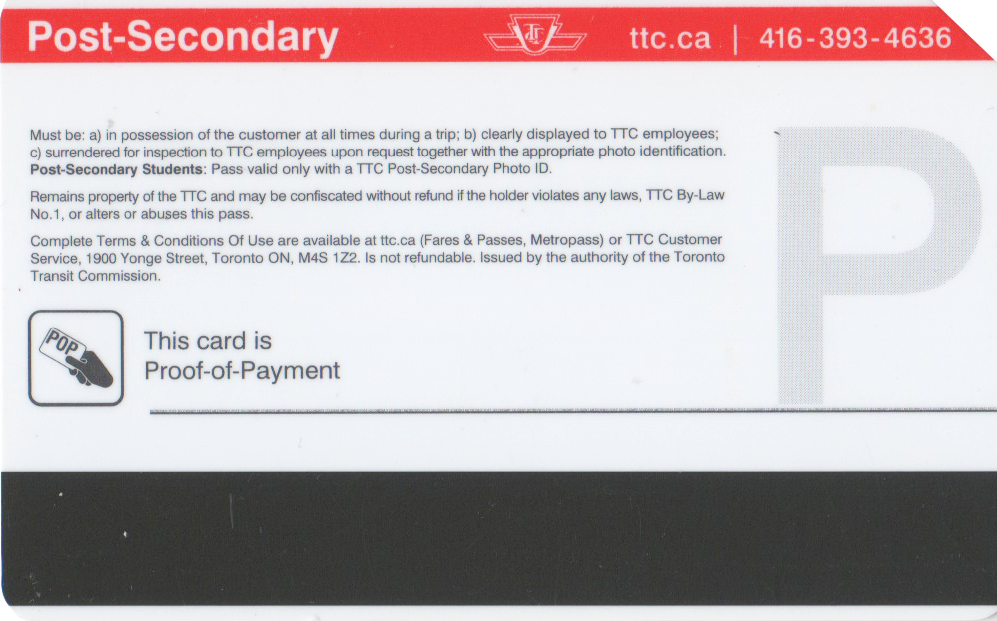 Post-Secondary
TTC
ttc.ca | 416-393-4636
Must be: a) in possession of the customer at all times during a trip; b) clearly displayed to TTC employees;
c) surrendered for inspection to TTC employees upon request together with the appropriate photo identification.
Post-Secondary Students: Pass valid only with a TTC Post-Secondary Photo ID.
Remains property of the TTC and may be confiscated without refund if the holder violates any laws, TTC By-Law
No.1, or alters or abuses this pass.
Complete Terms & Conditions Of Use are available at ttc.ca (Fares & Passes, Metropass) or TTC Customer
Service, 1900 Yonge Street, Toronto ON, M4S 1Z2. Is not refundable. Issued by the authority of the Toronto
Transit Commission.
P
POP
This card is
Proof-of-Payment